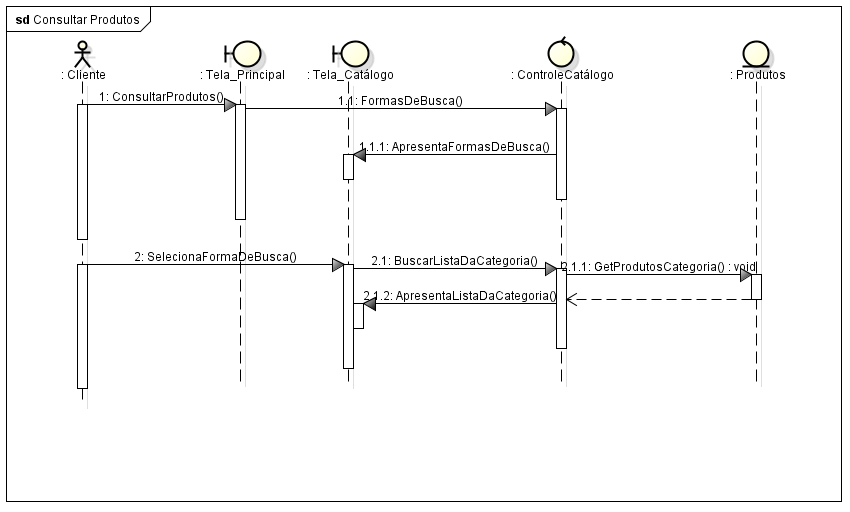 sd Consultar Produtos
: Cliente
: Tela_Principal
: Tela_Catálogo
: ControleCatálogo
: Produtos
1: ConsultarProdutos()
1.1: FormasDeBusca()
1.1.1: ApresentaFormasDeBusca()
2: SelecionaFormaDeBusca()
2.1: BuscarListaDaCategoria()
2.1.1: GetProdutosCategoria() : void
2.1.2: ApresentaListaDaCategoria()